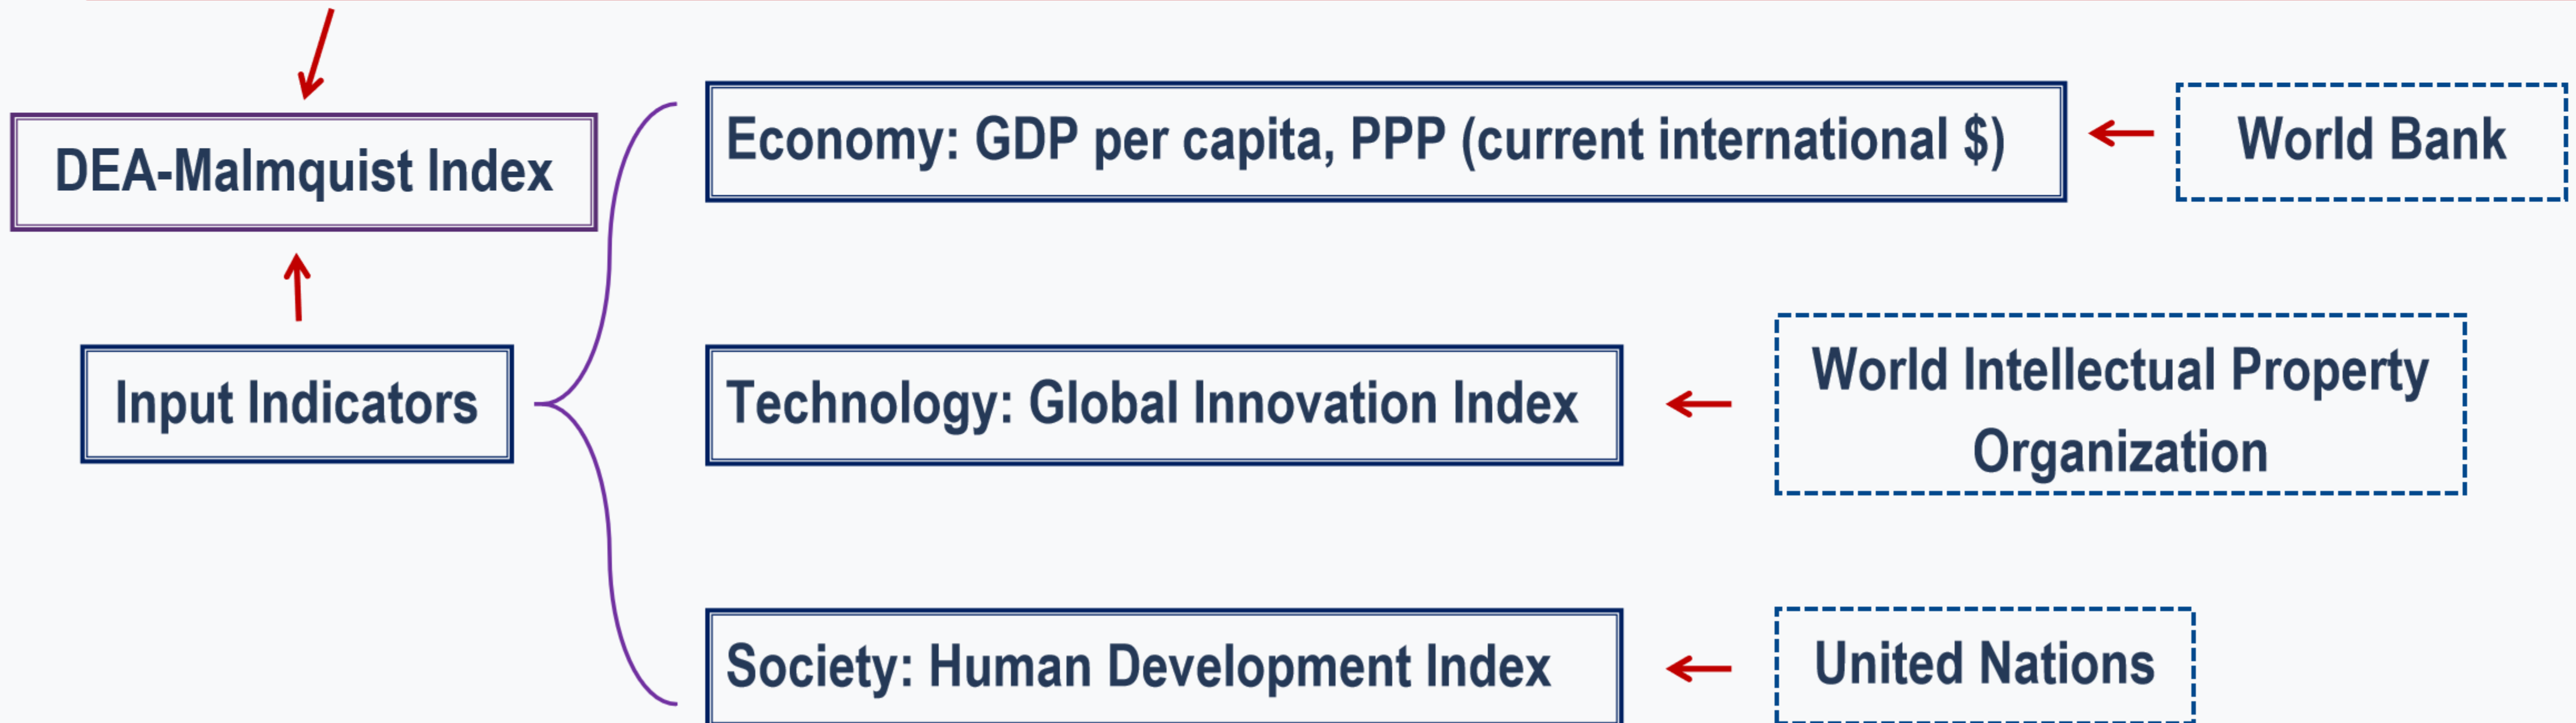 DEA-Malmquist Index
Economy: GDP per capita, PPP (current international $)
World Bank
Input Indicators
Technology: Global Innovation Index
World Intellectual Property
Organization
Society: Human Development Index
United Nations